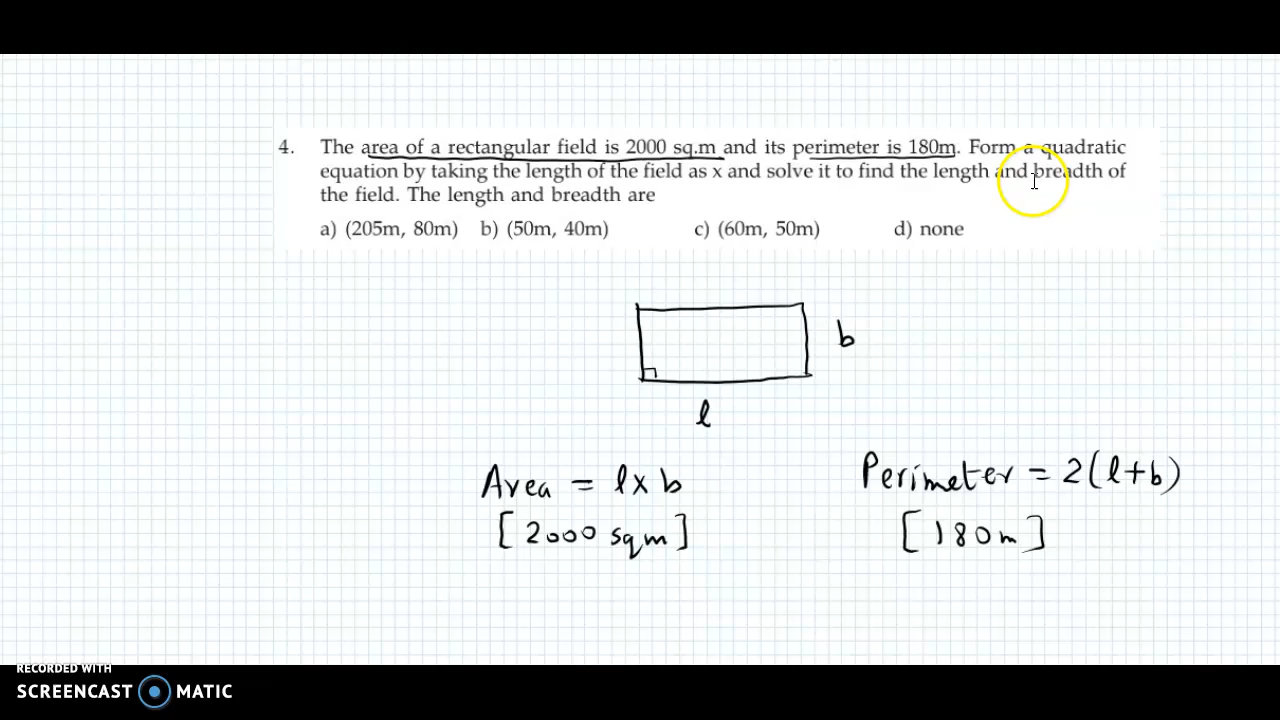 4. The area of a rectangular field is 2000 sq.m and its perimeter is 180m. Form a quadratic
equation by taking the length of the field as x and solve it to find the length and breadth of
the field. The length and breadth are
a) (205m, 80m) b) (50m, 40m) c) (60m, 50m) d) none
b
l
Area = l x b
[2000 sqm]
Perimeter = 2(l+b)
[180m]
RECORDED WITH
SCREENCAST MATIC